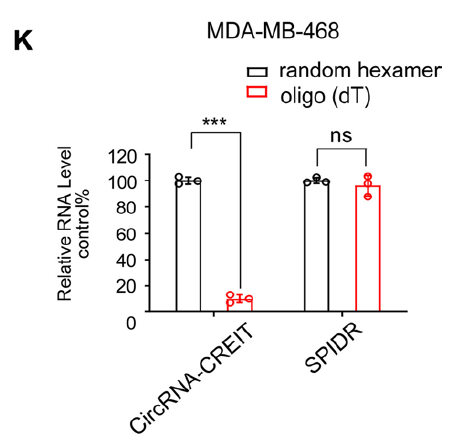 K
MDA-MB-468
random hexamer
oligo (dT)
***
ns
Relative RNA Level
control%
120
100
80
60
40
20
0
CircRNA-CREIT
SPIDR